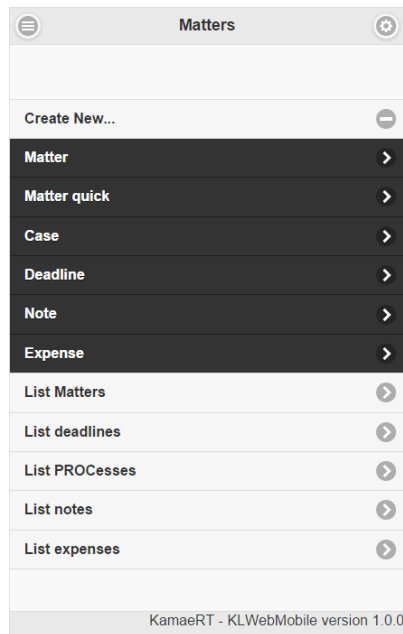 Matters
Create New...
Matter
Matter quick
Case
Deadline
Note
Expense
List Matters
List deadlines
List PROCesses
List notes
List expenses
KamaeRT - KLWebMobile version 1.0.0